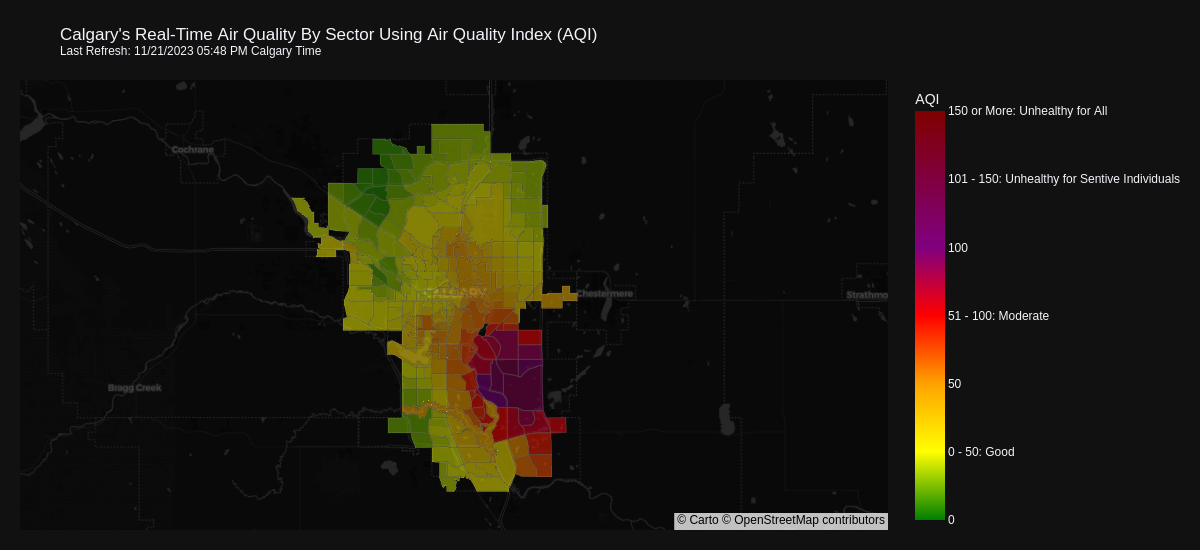 Calgary's Real-Time Air Quality By Sector Using Air Quality Index (AQI)
Last Refresh: 11/21/2023 05:48 PM Calgary Time
AQI
150 or More: Unhealthy for All
Cochrane
101 - 150: Unhealthy for Sentive Individuals
100
CALGARY
Chestermere
Strathmo
51 - 100: Moderate
50
Bragg Creek
0 - 50: Good
0
© Carto © OpenStreetMap contributors